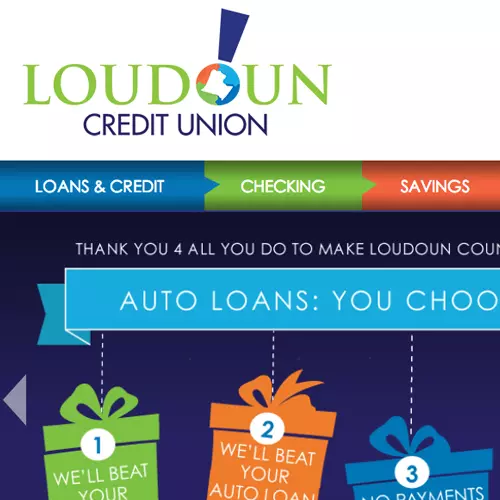 LOUDOUN
CREDIT UNION
LOANS & CREDIT
CHECKING
SAVINGS
THANK YOU 4 ALL YOU DO TO MAKE LOUDOUN COUN
AUTO LOANS: YOU CHOO
1
WE'LL BEAT
YOUR
2
WE'LL BEAT
YOUR
AUTO LOAN
3
NO PAYMENTS